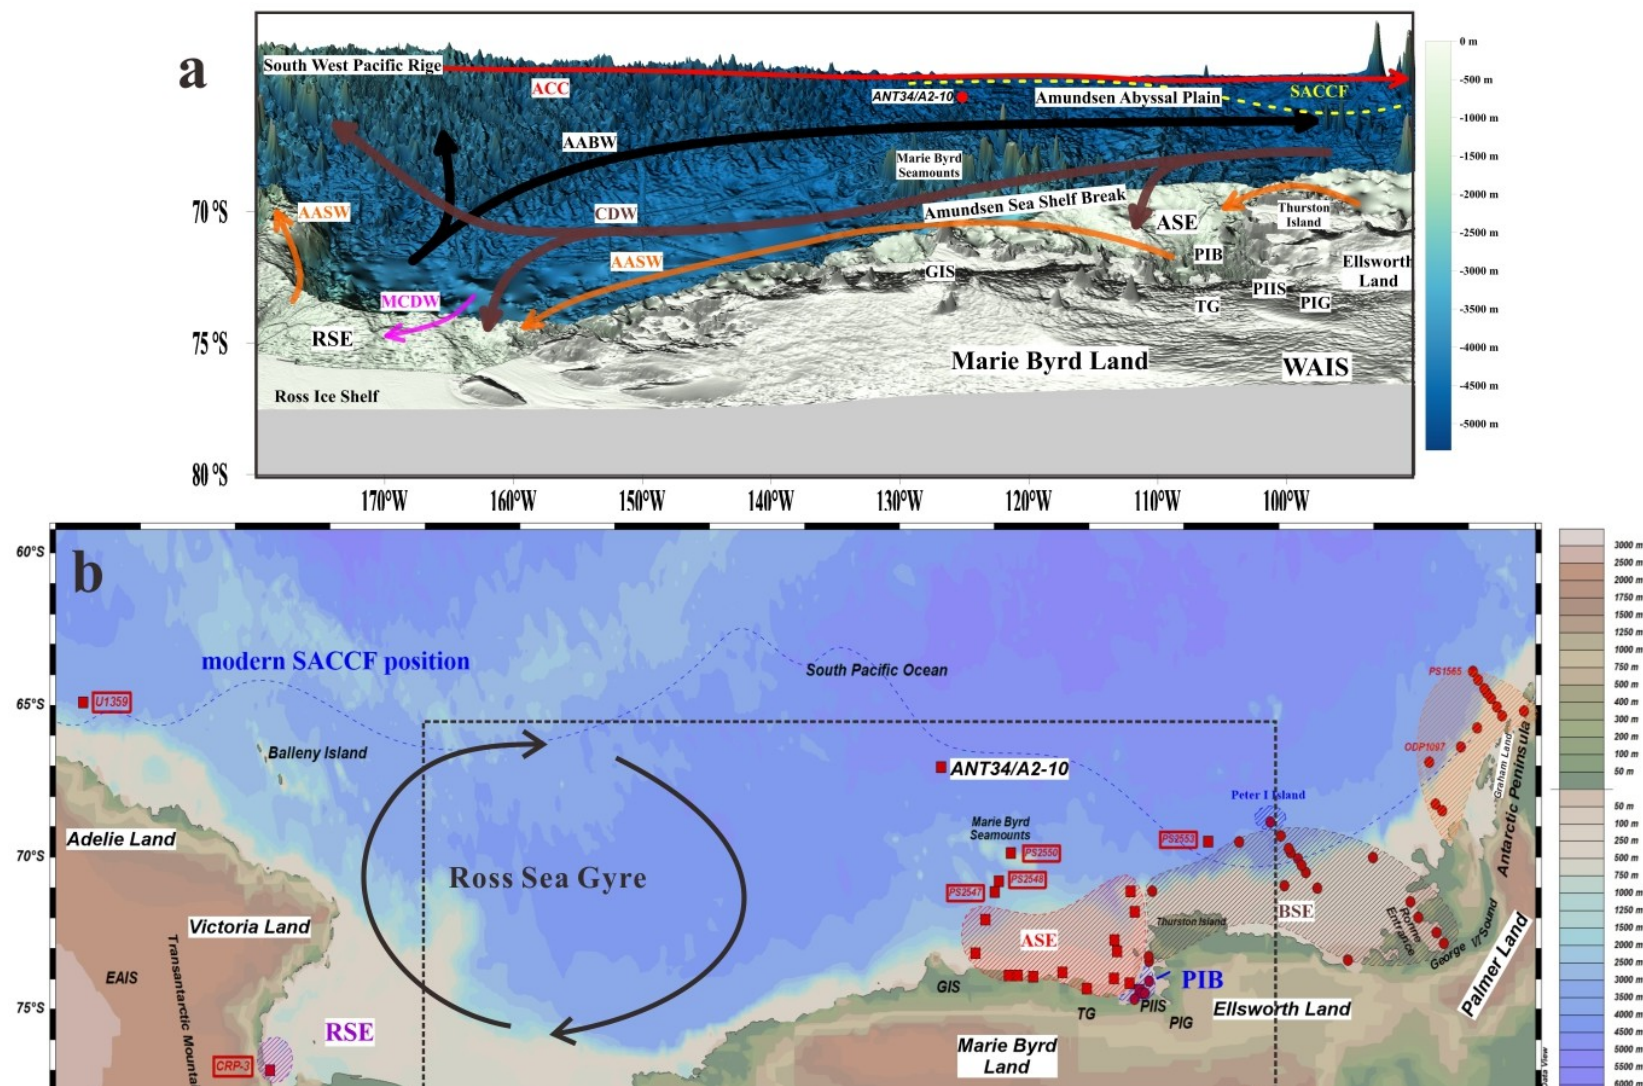 a
South West Pacific Rige
ACC
ANT34/A2-10
Amundsen Abyssal Plain
SACCF
AABW
Marie Byrd
Seamounts
CDW
Amundsen Sea Shelf Break
AASW
AASW
ASE
Thurston
Island
PIB
Ellsworth
Land
GIS
PIIS
PIG
TG
MCDW
RSE
Marie Byrd Land
WAIS
Ross Ice Shelf
70 °S
75°S
80 °S
170°W
160°W
150°W
140°W
130°W
120°W
110°W
100°W
0 m
-500 m
-1000 m
-1500 m
-2000 m
-2500 m
-3000 m
-3500 m
-4000 m
-4500 m
-5000 m
b
60°S
65°S
70°S
75°S
modern SACCF position
South Pacific Ocean
U1359
Balleny Island
ANT34/A2-10
PS1565
ODP1097
Graham Land
Antarctic Peninsula
Peter I Island
Adelie Land
Marie Byrd
Seamounts
PS2550
PS2553
PS2548
PS2547
Ross Sea Gyre
Victoria Land
ASE
Thurston Island
BSE
Ronne
Entrance
George VI Sound
Palmer Land
EAIS
Transantarctic Mounta
GIS
PIB
TG
PIIS
PIG
Ellsworth Land
RSE
CRP-3
Marie Byrd
Land
3000 m
2500 m
2000 m
1750 m
1500 m
1250 m
1000 m
750 m
500 m
400 m
300 m
200 m
100 m
50 m
50 m
100 m
250 m
500 m
750 m
1000 m
1250 m
1500 m
1750 m
2000 m
2500 m
3000 m
3500 m
4000 m
4500 m
5000 m
5500 m
6000 m
Data View